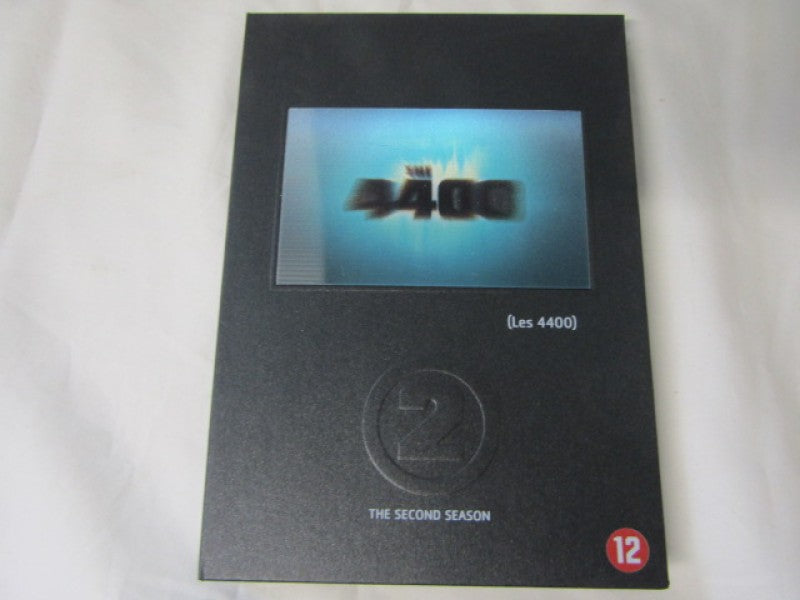 THE
4400
(Les 4400)
2
THE SECOND SEASON
12